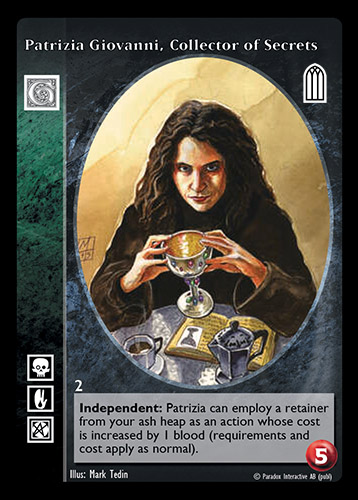 Patrizia Giovanni, Collector of Secrets
G
2
Independent: Patrizia can employ a retainer
from your ash heap as an action whose cost
is increased by 1 blood (requirements and
cost apply as normal).
5
Illus: Mark Tedin
© Paradox Interactive AB (publ)